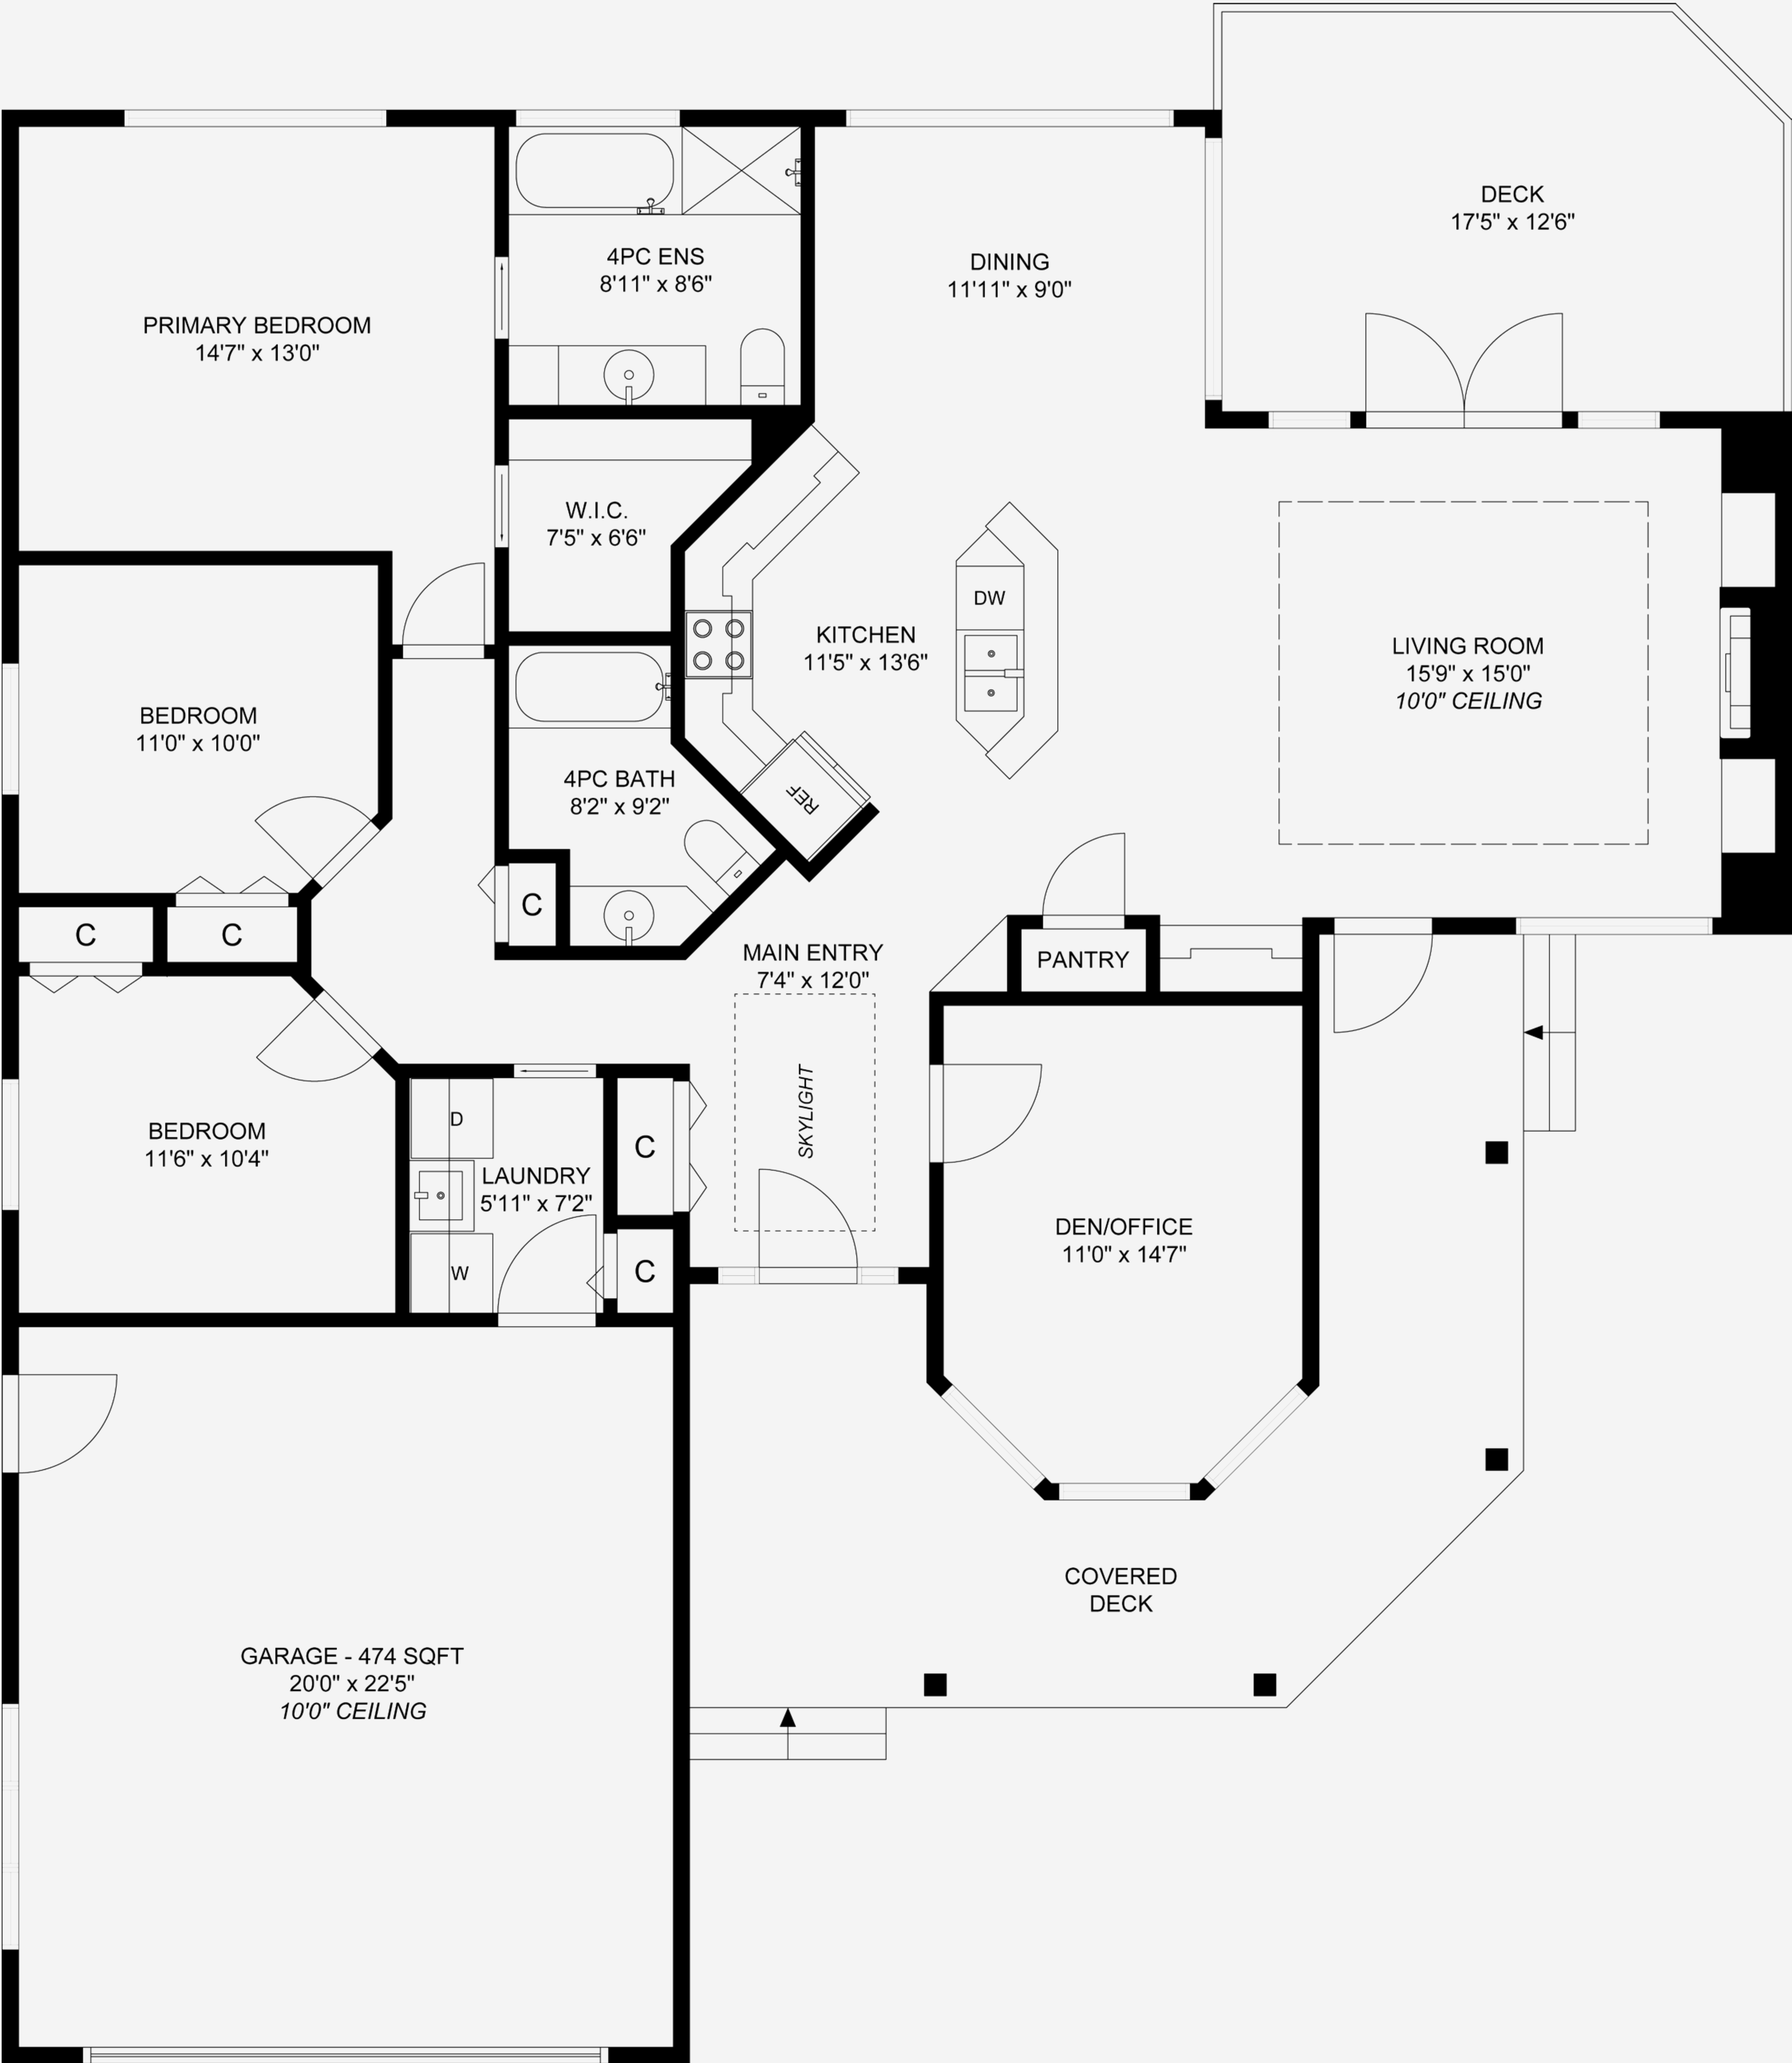 DECK
17'5" x 12'6"
4PC ENS
8'11" x 8'6"
DINING
11'11" x 9'0"
PRIMARY BEDROOM
14'7" x 13'0"
W.I.C.
7'5" x 6'6"
DW
KITCHEN
11'5" x 13'6"
LIVING ROOM
15'9" x 15'0"
10'0" CEILING
BEDROOM
11'0" x 10'0"
4PC BATH
8'2" x 9'2"
REF
C
C
C
MAIN ENTRY
7'4" x 12'0"
PANTRY
SKYLIGHT
BEDROOM
11'6" x 10'4"
D
LAUNDRY
5'11" x 7'2"
W
C
C
DEN/OFFICE
11'0" x 14'7"
COVERED
DECK
GARAGE - 474 SQFT
20'0" x 22'5"
10'0" CEILING